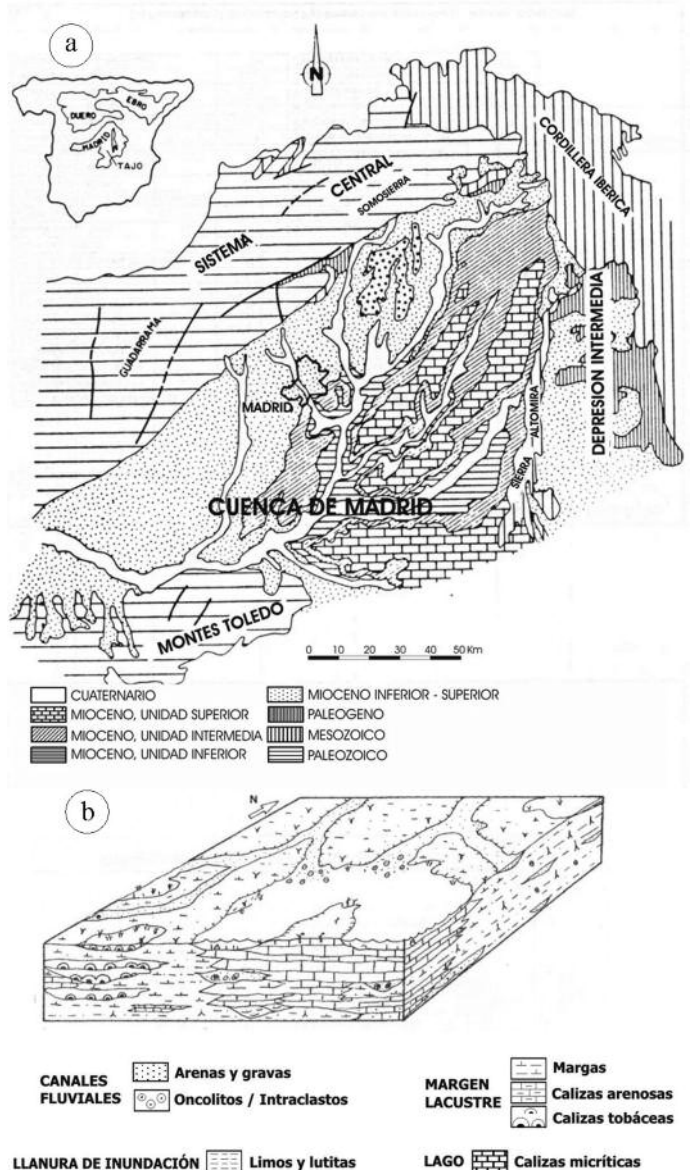 a
N
DUERO
EBRO
MADRID
TAJO
CORDILLERA IBERICA
SISTEMA CENTRAL
SOMOSIERRA
GUADARRAMA
DEPRESION INTERMEDIA
MADRID
SIERRA ALTOMIRA
CUENCA DE MADRID
MONTES TOLEDO
0 10 20 30 40 50 Km
CUATERNARIO
MIOCENO, UNIDAD SUPERIOR
MIOCENO, UNIDAD INTERMEDIA
MIOCENO, UNIDAD INFERIOR
MIOCENO INFERIOR - SUPERIOR
PALEOGENO
MESOZOICO
PALEOZOICO
b
N
CANALES
FLUVIALES
Arenas y gravas
Oncolitos / Intraclastos
MARGEN
LACUSTRE
Margas
Calizas arenosas
Calizas tobáceas
LLANURA DE INUNDACIÓN
Limos y lutitas
LAGO
Calizas micríticas